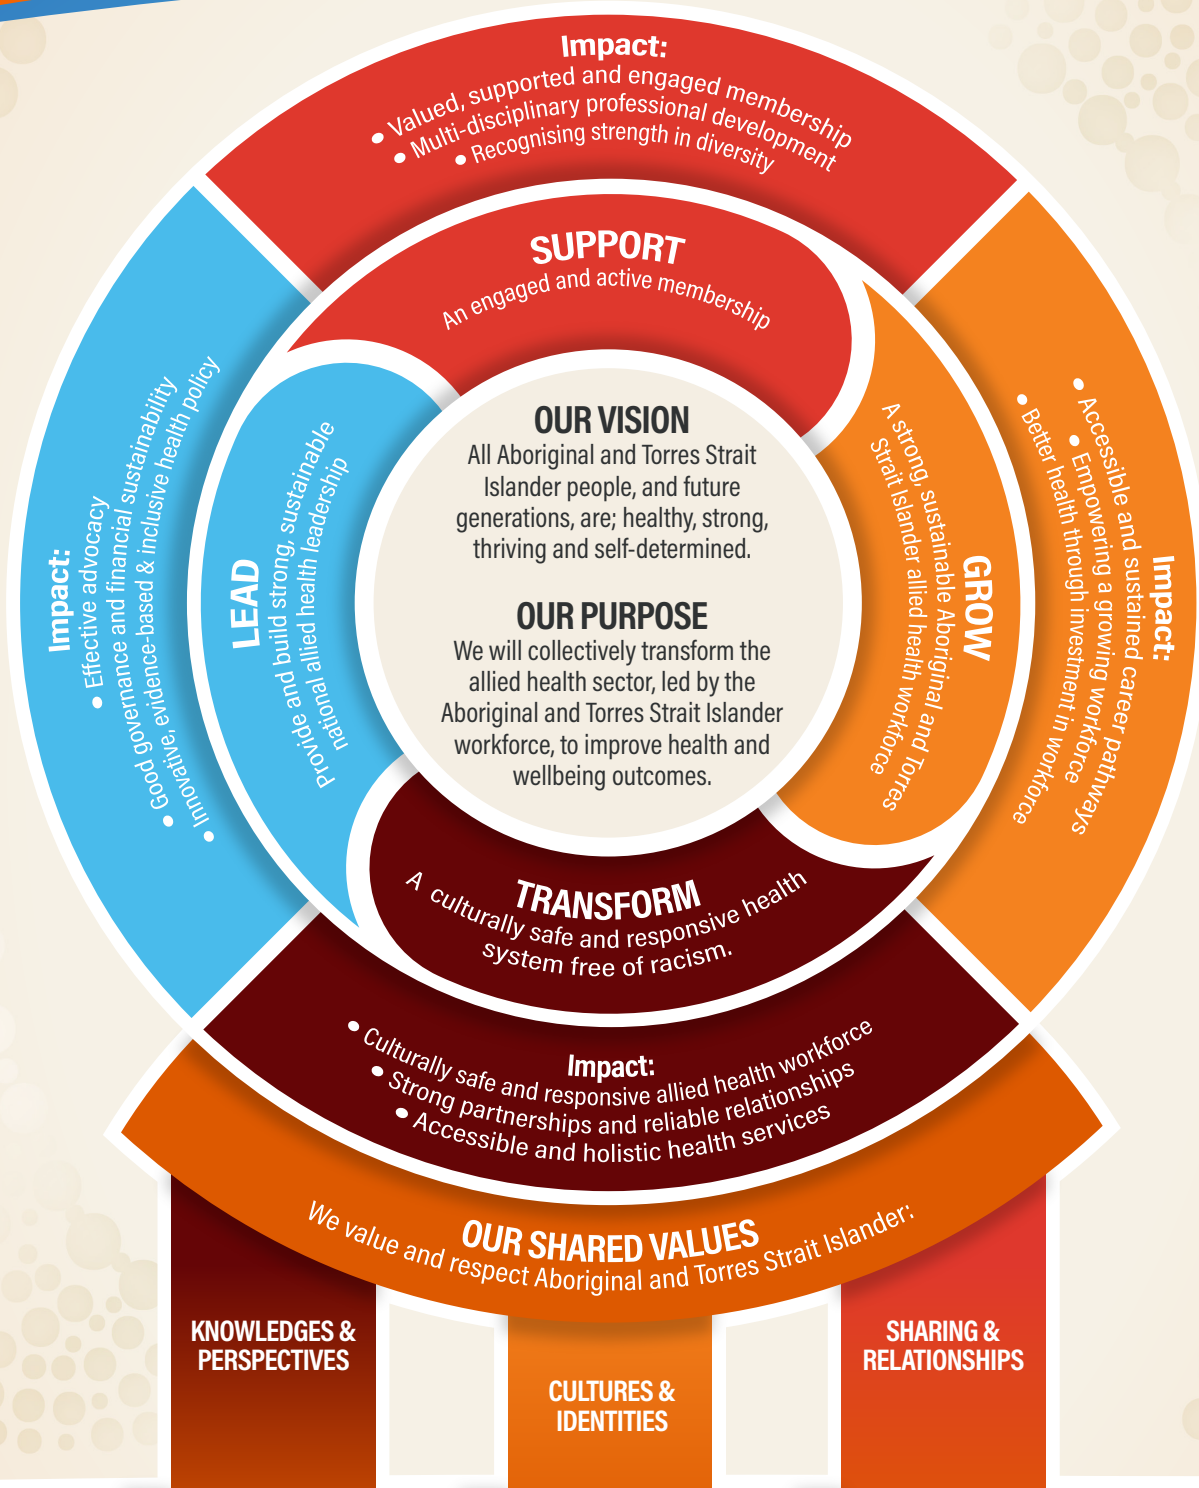 Impact:
• Valued, supported and engaged membership
• Multi-disciplinary professional development
• Recognising strength in diversity
SUPPORT
An engaged and active membership
Impact:
• Effective advocacy
• Good governance and financial sustainability
• Innovative, evidence-based & inclusive health policy
LEAD
Provide and build strong, sustainable
national allied health leadership
OUR VISION
All Aboriginal and Torres Strait
Islander people, and future
generations, are; healthy, strong,
thriving and self-determined.
OUR PURPOSE
We will collectively transform the
allied health sector, led by the
Aboriginal and Torres Strait Islander
workforce, to improve health and
wellbeing outcomes.
GROW
A strong, sustainable Aboriginal and Torres
Strait Islander allied health workforce
Impact:
• Accessible and sustained career pathways
• Empowering a growing workforce
• Better health through investment in workforce
TRANSFORM
A culturally safe and responsive health
system free of racism.
Impact:
• Culturally safe and responsive allied health workforce
• Strong partnerships and reliable relationships
• Accessible and holistic health services
OUR SHARED VALUES
We value and respect Aboriginal and Torres Strait Islander:
KNOWLEDGES &
PERSPECTIVES
CULTURES &
IDENTITIES
SHARING &
RELATIONSHIPS